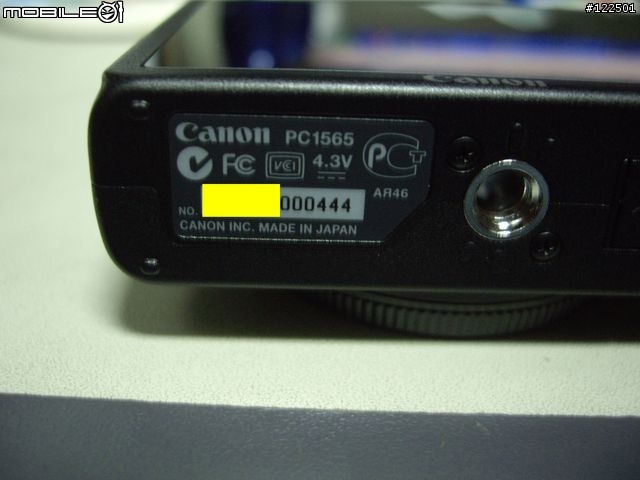 MOBILE01
#122501
Canon
Canon PC1565
FC VCI 4.3V PCT
AR46
NO. 000444
CANON INC. MADE IN JAPAN